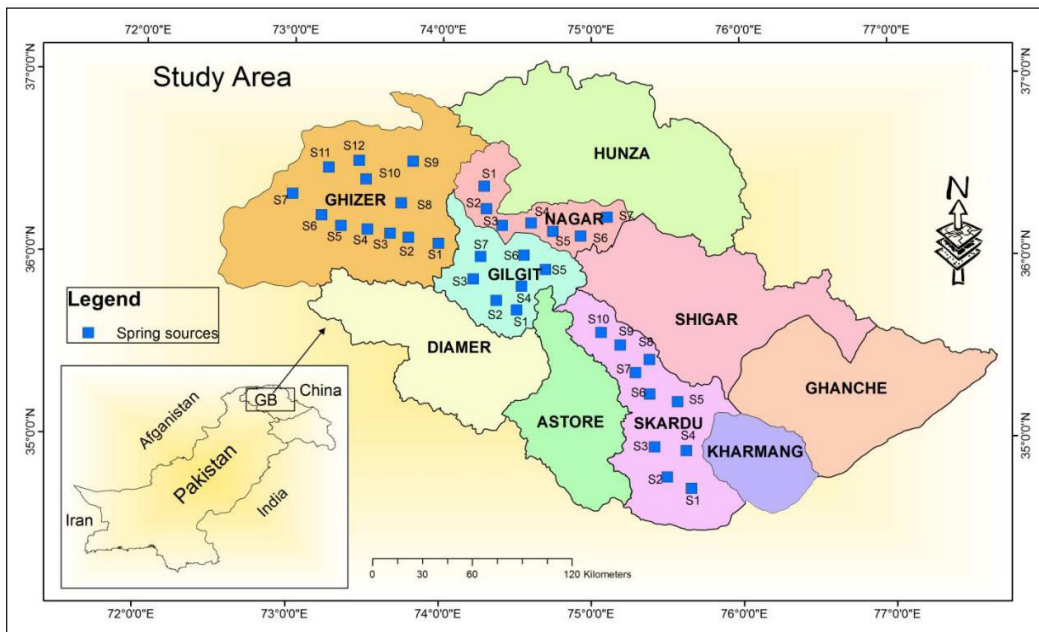 72°0'0"E 73°0'0"E 74°0'0"E 75°0'0"E 76°0'0"E 77°0'0"E
37°0'0"N
37°0'0"N
Study Area
HUNZA
S12
S11
S10
S9
S7
GHIZER
S8
S6
S5
S4
S3
S2
S1
S1
S2
S3
S4
NAGAR
S7
S5
S6
36°0'0"N
36°0'0"N
S7
S6
GILGIT
S5
S3
S4
S2
S1
Legend
Spring sources
DIAMER
SHIGAR
GHANCHE
S10
S9
S8
S7
S6
S5
ASTORE
SKARDU
S4
S3
KHARMANG
S2
S1
35°0'0"N
35°0'0"N
N
GB
China
Afganistan
Pakistan
India
Iran
0 30 60 120 Kilometers
72°0'0"E 73°0'0"E 74°0'0"E 75°0'0"E 76°0'0"E 77°0'0"E